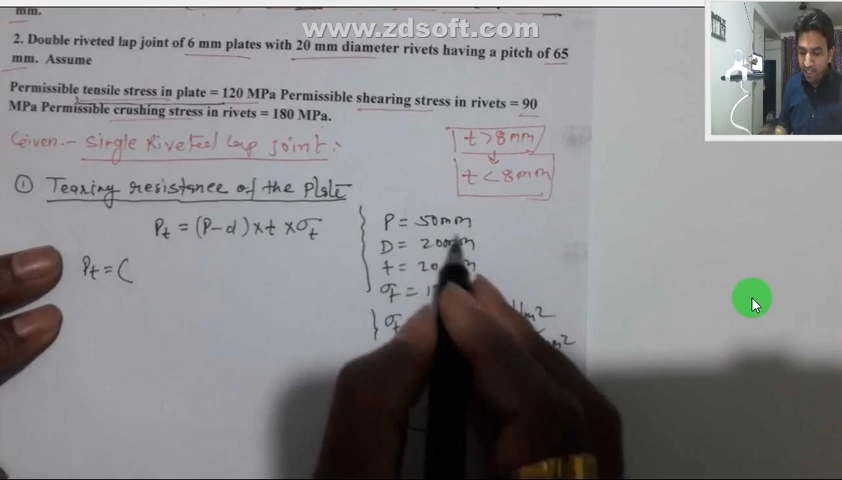 mm.
www.zdsoft.com
2. Double riveted lap joint of 6 mm plates with 20 mm diameter rivets having a pitch of 65
mm. Assume
Permissible tensile stress in plate = 120 MPa Permissible shearing stress in rivets = 90
MPa Permissible crushing stress in rivets = 180 MPa.
Given:- Single Riveted lap joint:
t > 8mm
t < 8mm
① Tearing resistance of the Plate
Pt = (P-d) × t × σt
P = 50mm
D = 20mm
Pt = (
t = 20